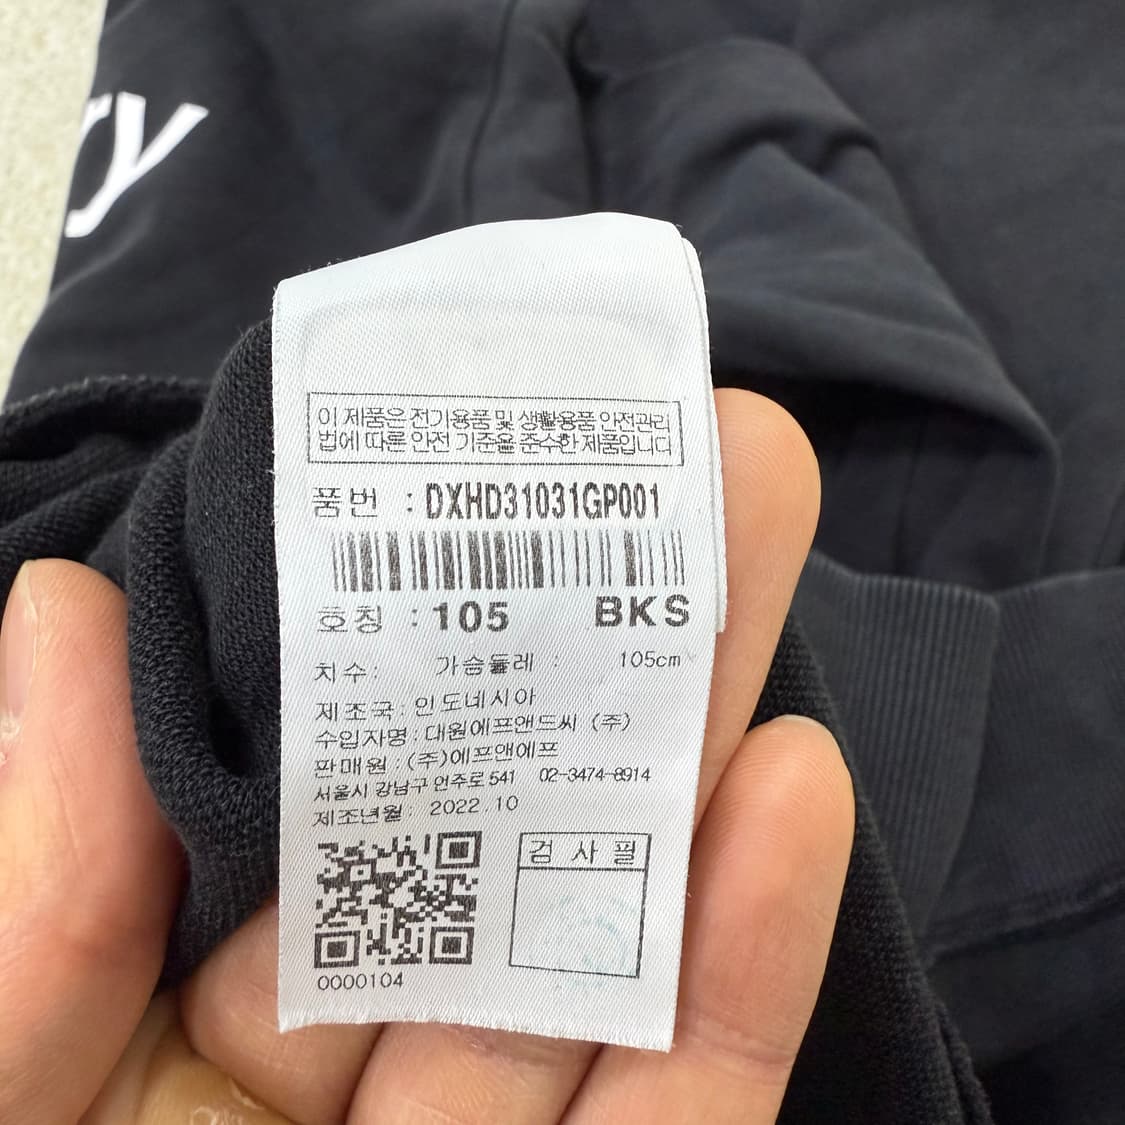 ry
이 제품은 전기용품 및 생활용품 안전관리
법에 따른 안전 기준을 준수한 제품입니다
품번 : DXHD31031GP001
호칭 : 105 BKS
치수: 가슴둘레 : 105cm
제조국: 인도네시아
수입자명: 대원에프앤드씨 (주)
판매원: (주)에프앤에프
서울시 강남구 언주로 541 02-3474-8914
제조년월: 2022.10
검사필
0000104